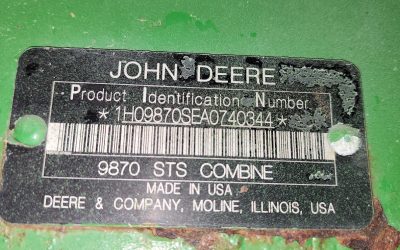 JOHN DEERE
Product Identification Number
*1H09870SEA0740344*
9870 STS COMBINE
MADE IN USA
DEERE & COMPANY, MOLINE, ILLINOIS, USA